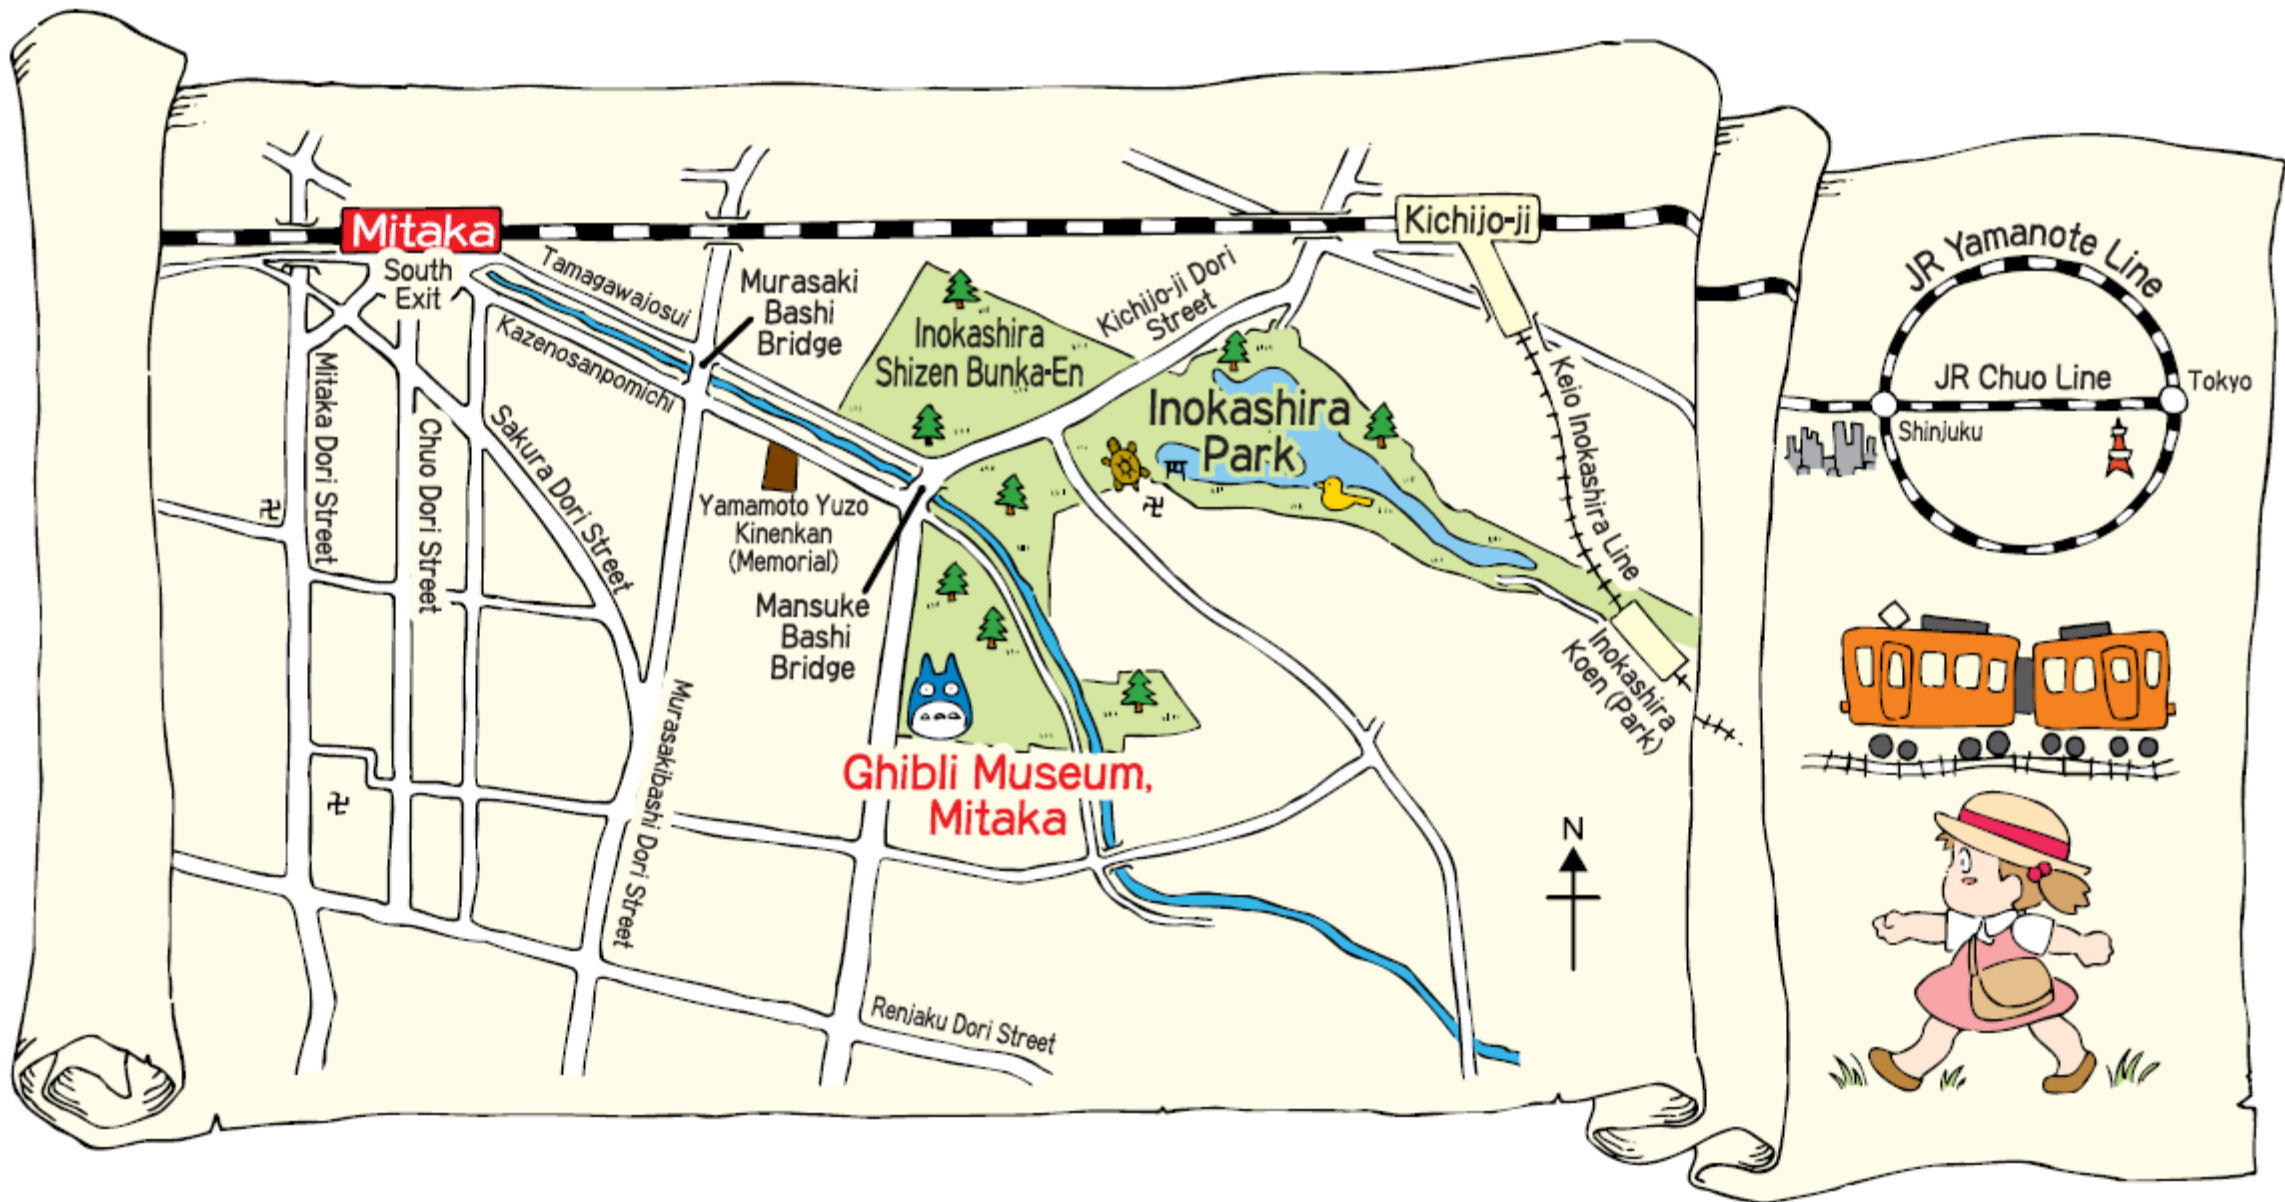 Mitaka
South
Exit
Tamagawajosui
Kazenosanpomichi
Murasaki
Bashi
Bridge
Inokashira
Shizen Bunka-En
Kichijo-ji Dori
Street
Kichijo-ji
Inokashira
Park
Keio Inokashira Line
Inokashira
Koen (Park)
Mitaka Dori Street
Chuo Dori Street
Sakura Dori Street
卍
卍
卍
Yamamoto Yuzo
Kinenkan
(Memorial)
Mansuke
Bashi
Bridge
Murasakibashi Dori Street
Ghibli Museum,
Mitaka
Renjaku Dori Street
N
JR Yamanote Line
JR Chuo Line
Tokyo
Shinjuku